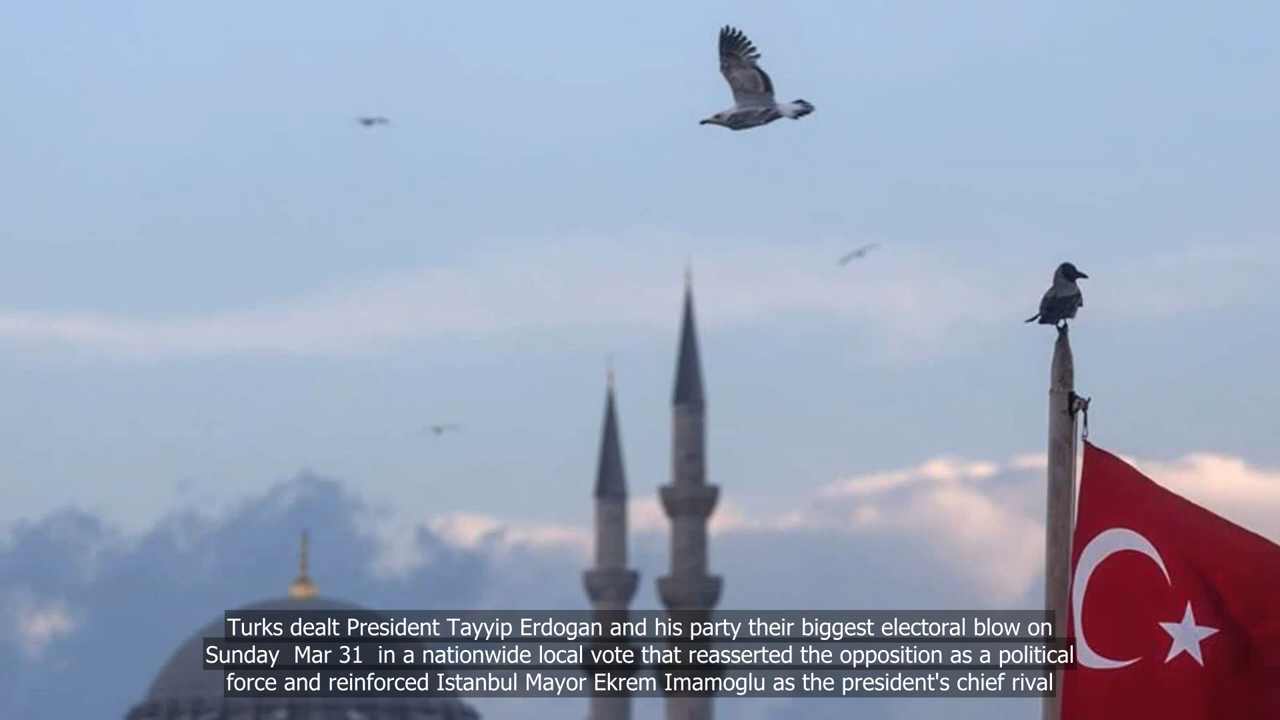 Turks dealt President Tayyip Erdogan and his party their biggest electoral blow on
Sunday  Mar 31  in a nationwide local vote that reasserted the opposition as a political
force and reinforced Istanbul Mayor Ekrem Imamoglu as the president's chief rival